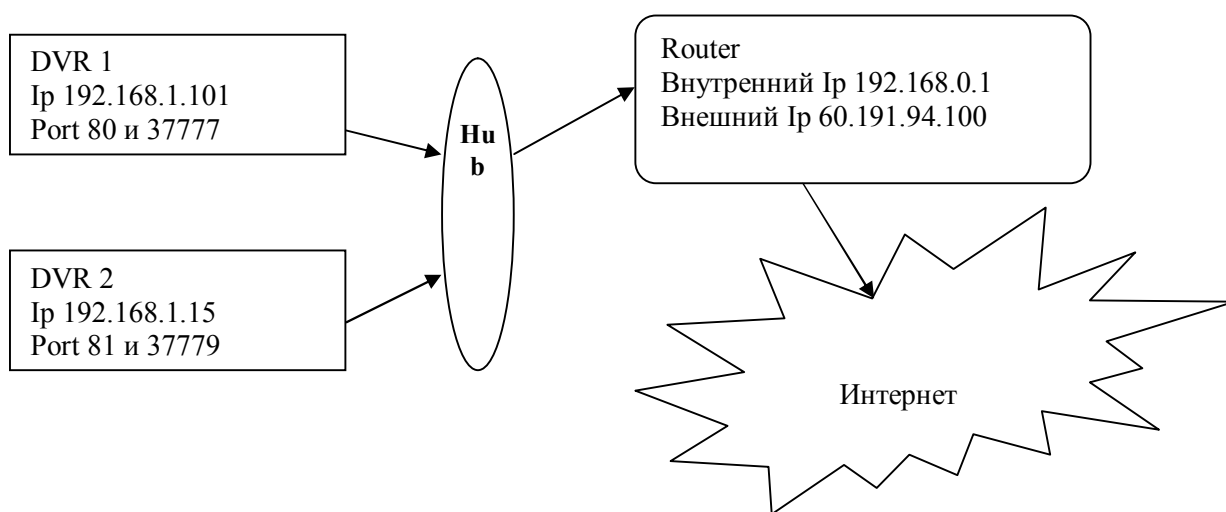 DVR 1
Ip 192.168.1.101
Port 80 и 37777
DVR 2
Ip 192.168.1.15
Port 81 и 37779
Hu
b
Router
Внутренний Ip 192.168.0.1
Внешний Ip 60.191.94.100
Интернет